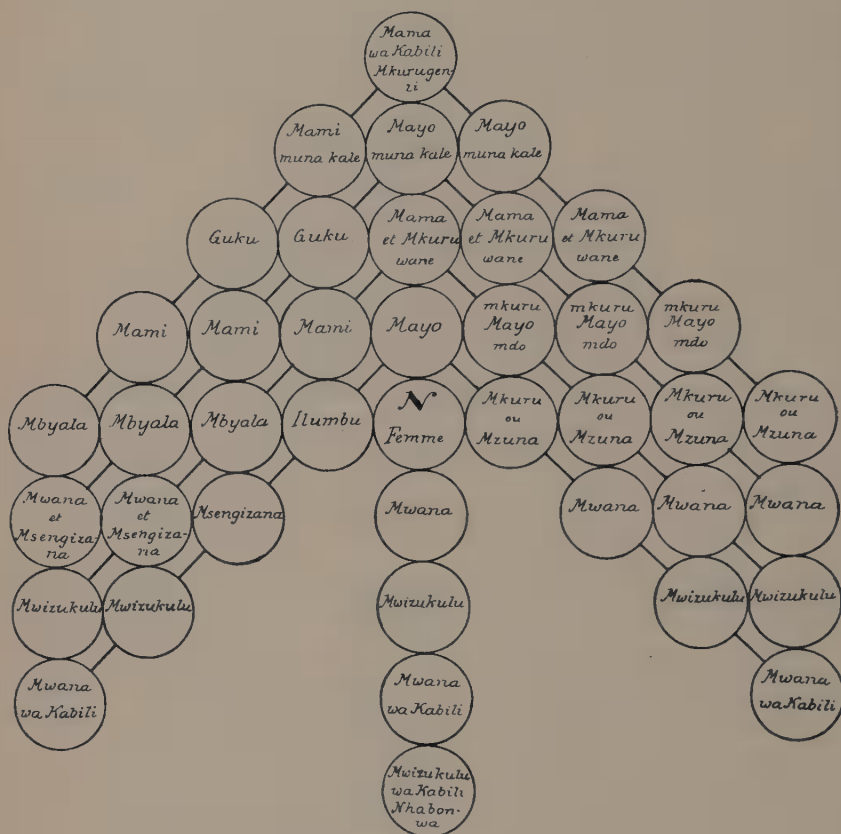 Mama
wa Kabili
Mkurugen-
zi
Mami
muna kale
Mayo
muna kale
Mayo
muna kale
Guku
Guku
Mama
et Mkuru
wane
Mama
et Mkuru
wane
Mama
et Mkuru
wane
Mami
Mami
Mami
Mayo
mkuru
Mayo
mdo
mkuru
Mayo
mdo
mkuru
Mayo
mdo
Mbyala
Mbyala
Mbyala
Ilumbu
N
Femme
Mkuru
ou
Mzuna
Mkuru
ou
Mzuna
Mkuru
ou
Mzuna
Mkuru
ou
Mzuna
Mwana
et
Msengiza-
na
Mwana
et
Msengiza-
na
Msengizana
Mwana
Mwana
Mwana
Mwana
Mwizukulu
Mwizukulu
Mwizukulu
Mwizukulu
Mwizukulu
Mwana
wa Kabili
Mwana
wa Kabili
Mwana
wa Kabili
Mwizukulu
wa Kabili
Nhabon-
wa